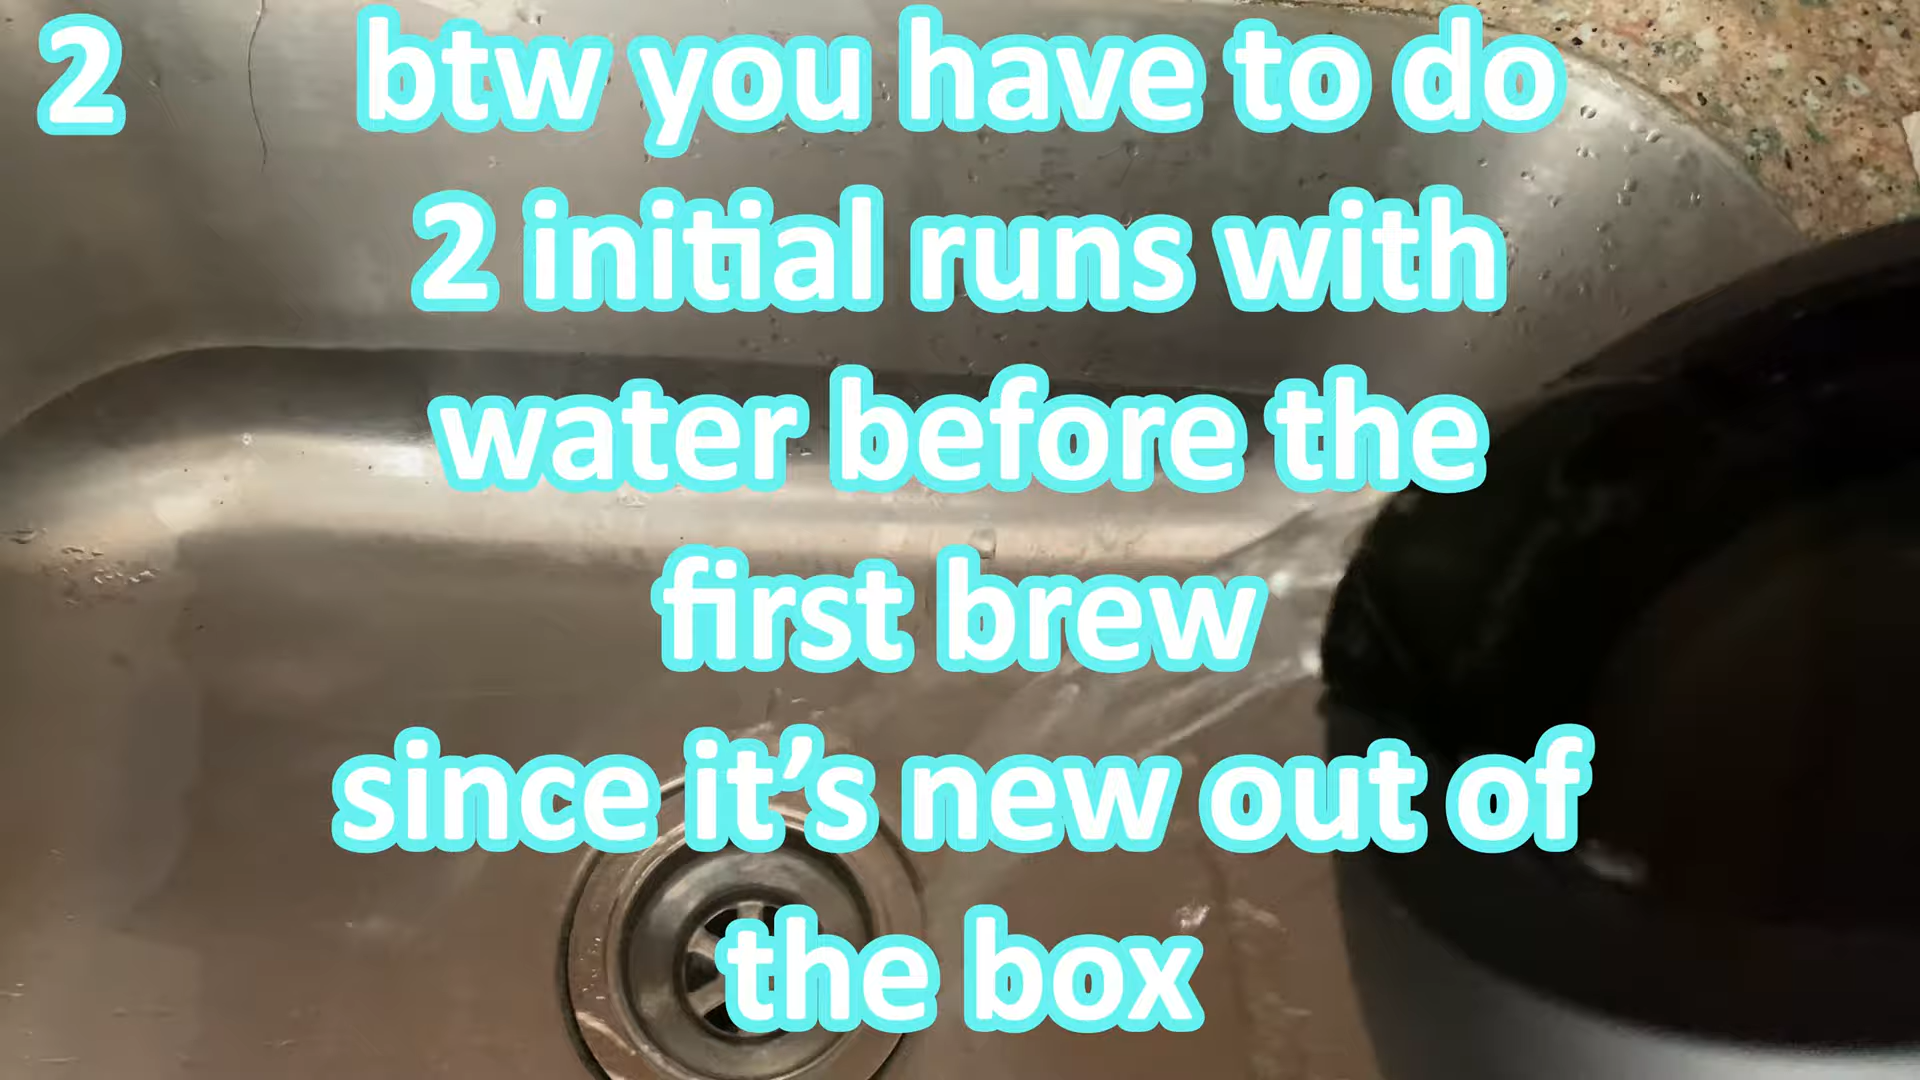 2
btw you have to do
2 initial runs with
water before the
first brew
since it’s new out of
the box